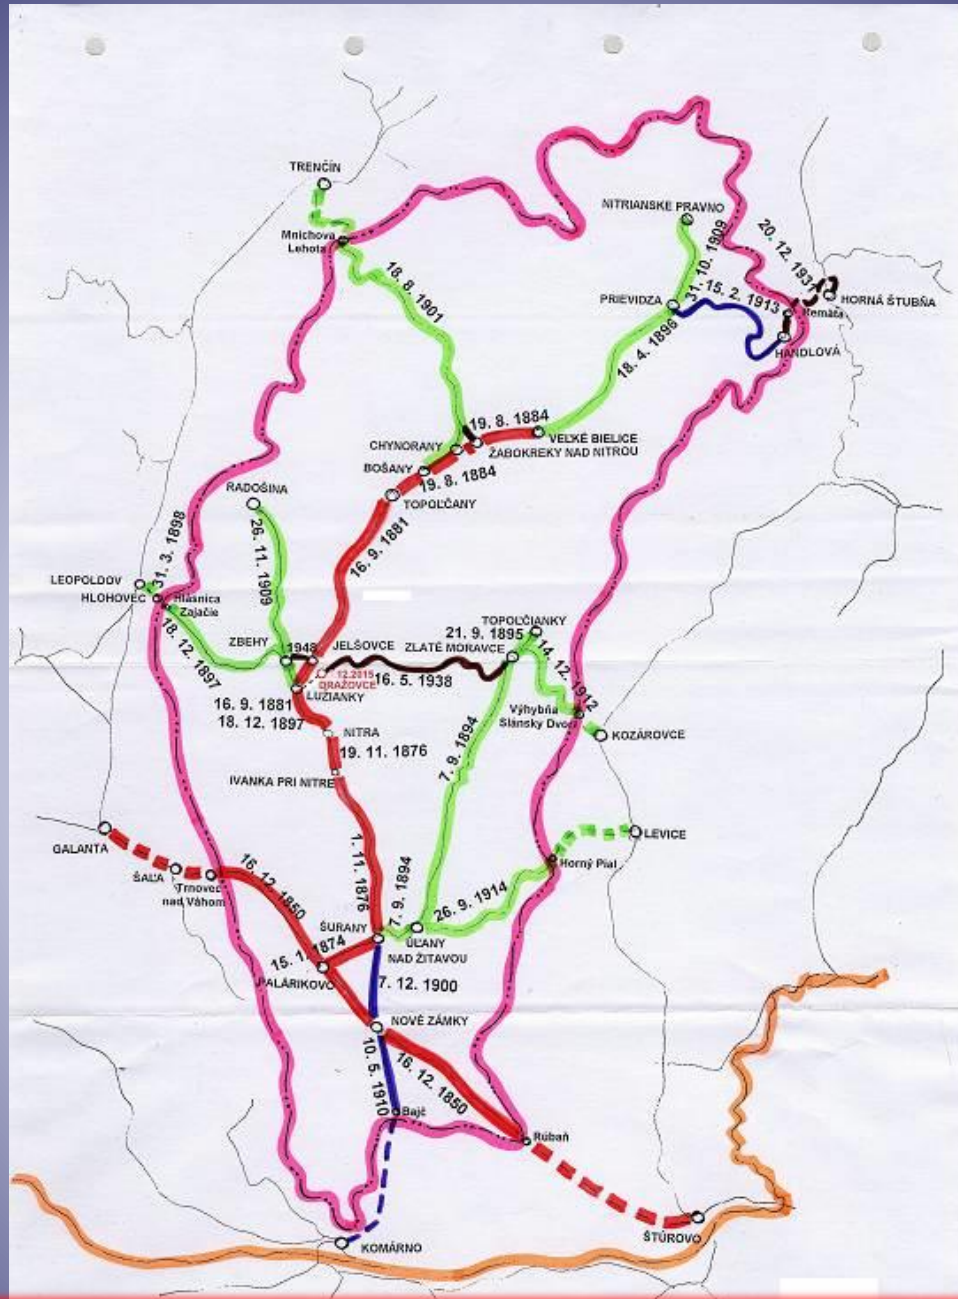 TRENČÍN
NITRIANSKE PRAVNO
20. 12. 1931
Mnichova
Lehota
31. 10. 1909
18. 8. 1901
15. 2. 1913
PRIEVIDZA
HORNÁ ŠTUBŇA
Remata
18. 4. 1896
HANDLOVÁ
19. 8. 1884
VEĽKÉ BIELICE
CHYNORANY
ŽABOKREKY NAD NITROU
BOŠANY
19. 8. 1884
RADOŠINA
TOPOĽČANY
26. 11. 1909
31. 3. 1898
16. 9. 1881
LEOPOLDOV
HLOHOVEC
Hlásnica
Zajačie
18. 12. 1897
TOPOĽČIANKY
21. 9. 1895
ZBEHY
1948
JELŠOVCE
ZLATÉ MORAVCE
14. 12. 1912
12.2015
DRAŽOVCE
16. 5. 1938
LUŽIANKY
16. 9. 1881
18. 12. 1897
Výhybňa
Slánsky Dvor
NITRA
KOZÁROVCE
19. 11. 1876
7. 9. 1894
IVANKA PRI NITRE
LEVICE
GALANTA
1. 11. 1876
7. 9. 1894
Horný Pial
ŠAĽA
Trnovec
nad Váhom
16. 12. 1850
26. 9. 1914
ŠURANY
ÚĽANY
NAD ŽITAVOU
15. 1. 1874
PALÁRIKOVO
7. 12. 1900
NOVÉ ZÁMKY
10. 5. 1910
16. 12. 1850
Bajč
Rúbaň
ŠTÚROVO
KOMÁRNO